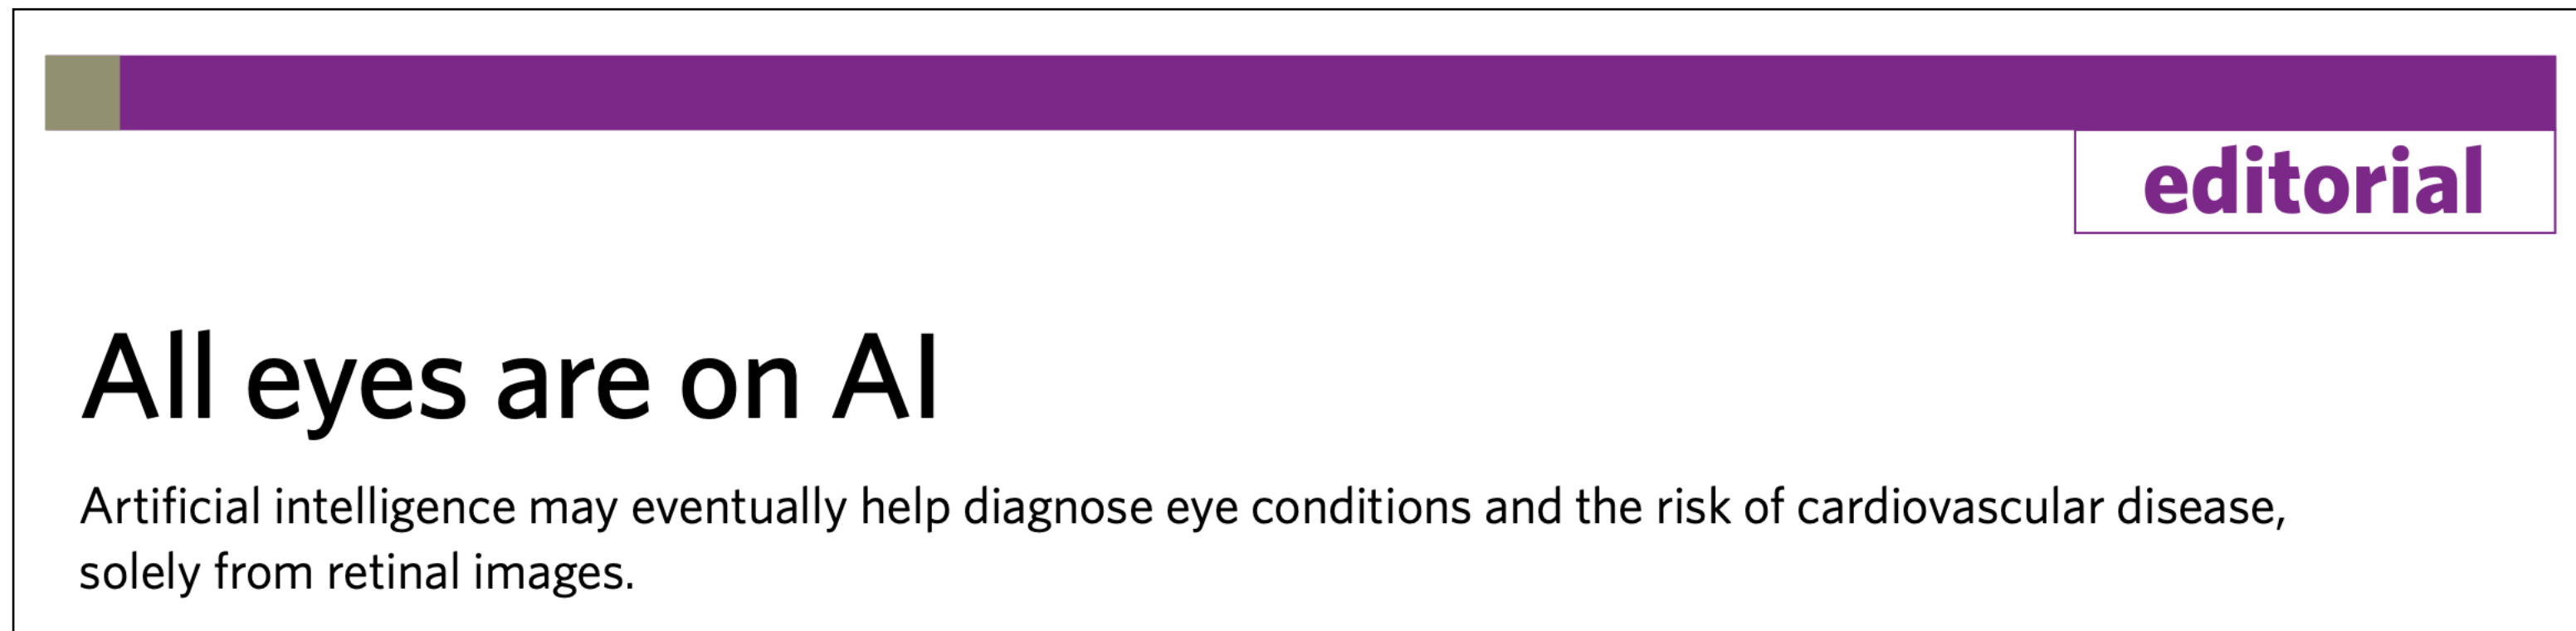 editorial
All eyes are on AI
Artificial intelligence may eventually help diagnose eye conditions and the risk of cardiovascular disease,
solely from retinal images.